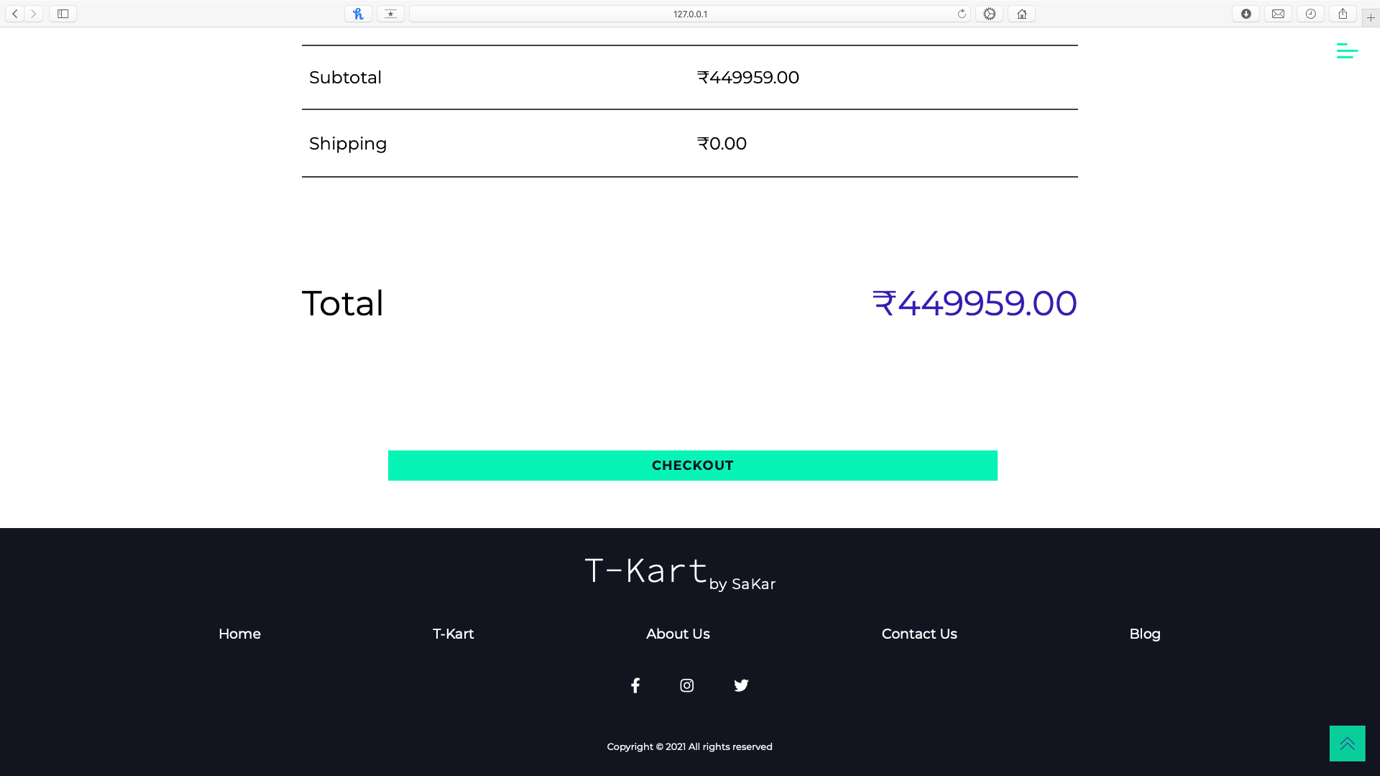 127.0.0.1
Subtotal ₹449959.00
Shipping ₹0.00
Total ₹449959.00
CHECKOUT
T-Kart by SaKar
Home T-Kart About Us Contact Us Blog
Copyright © 2021 All rights reserved